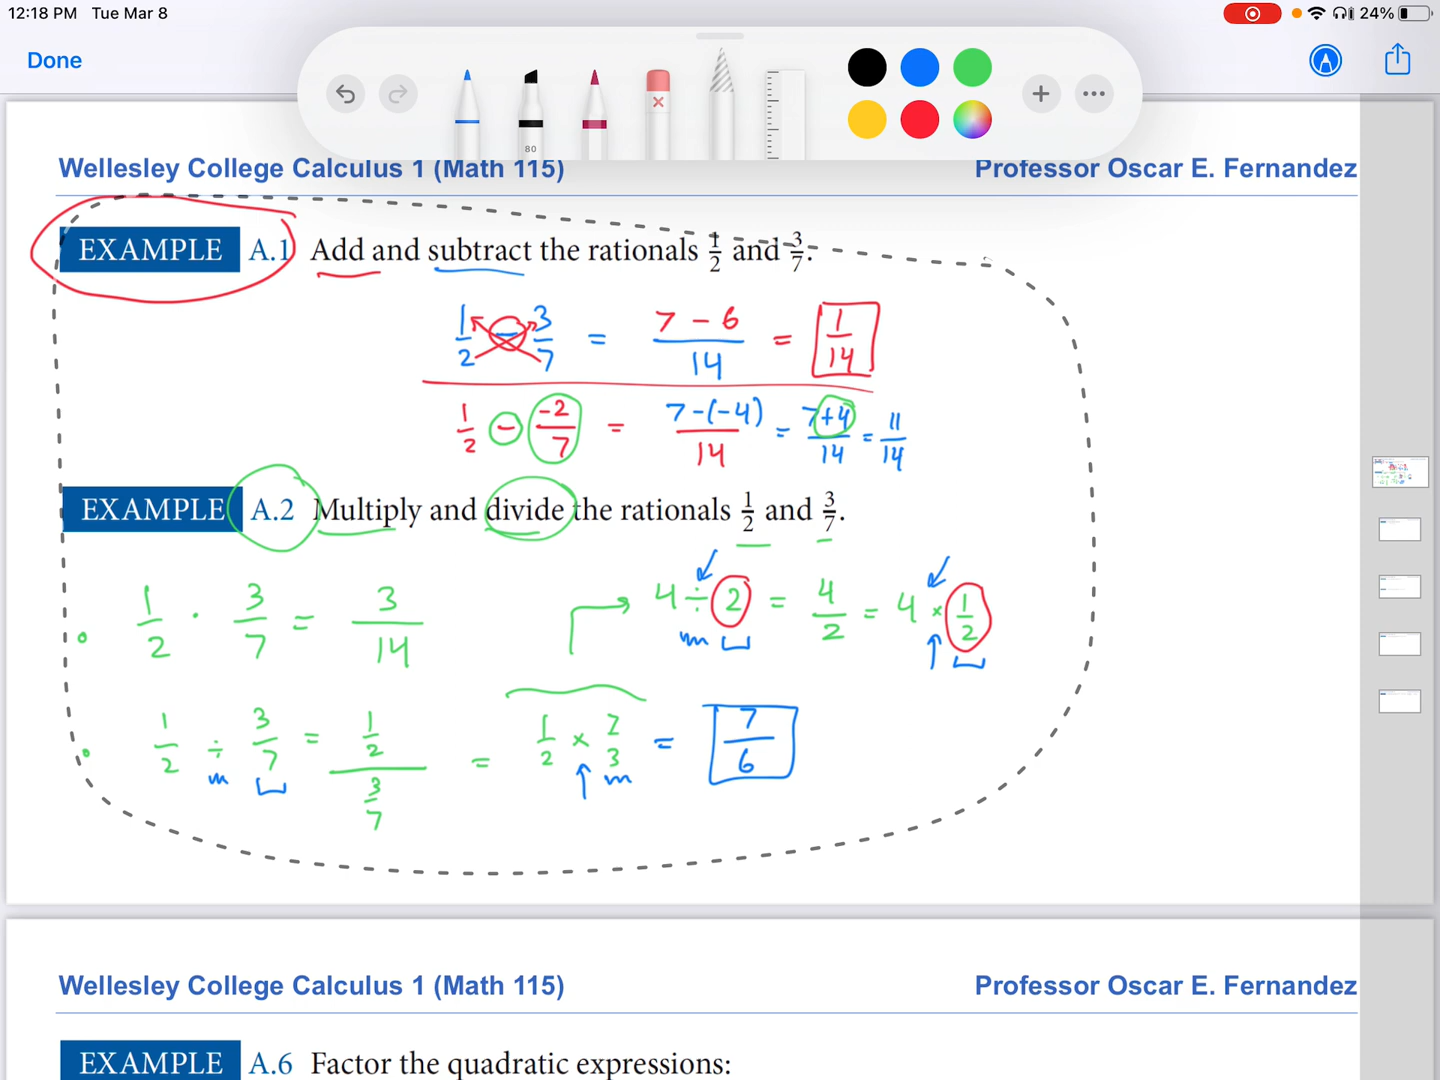 12:18 PM Tue Mar 8
24%
Done
80
Wellesley College Calculus 1 (Math 115) Professor Oscar E. Fernandez
EXAMPLE A.1 Add and subtract the rationals 1/2 and 3/7.
1/2 − 3/7 = (7 − 6)/14 = 1/14
1/2 − (−2)/7 = (7−(−4))/14 = (7+4)/14 = 11/14
EXAMPLE A.2 Multiply and divide the rationals 1/2 and 3/7.
1/2 · 3/7 = 3/14
4 ÷ 2 = 4/2 = 4 × 1/2
1/2 ÷ 3/7 = (1/2)/(3/7) = 1/2 × 7/3 = 7/6
Wellesley College Calculus 1 (Math 115) Professor Oscar E. Fernandez
EXAMPLE A.6 Factor the quadratic expressions: